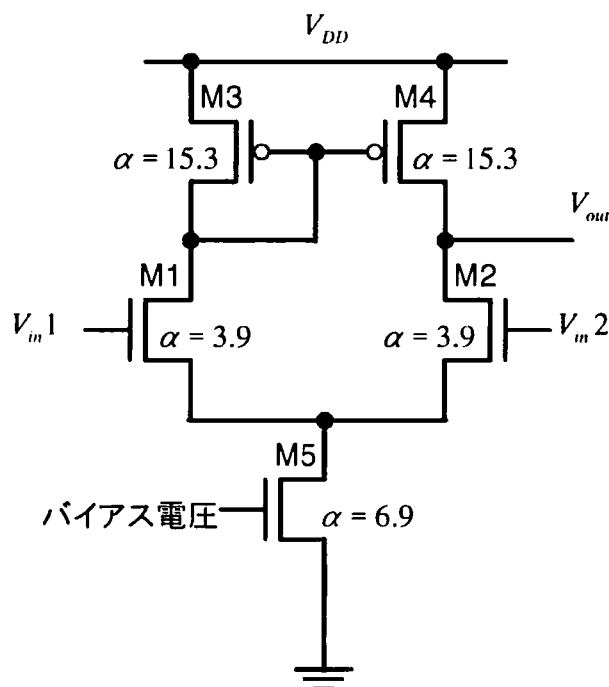 V_DD
M3
M4
α = 15.3
α = 15.3
V_out
M1
M2
V_in 1
α = 3.9
α = 3.9
V_in 2
M5
バイアス電圧
α = 6.9